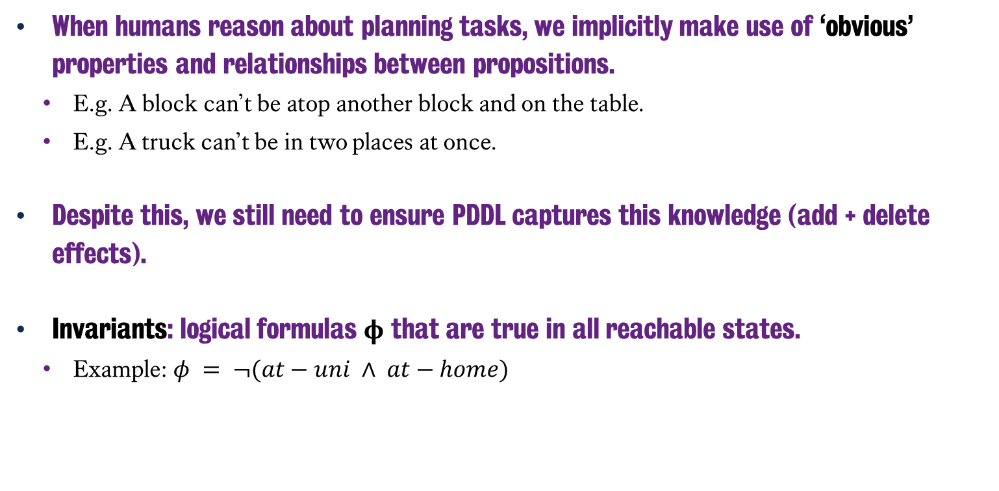 • When humans reason about planning tasks, we implicitly make use of ‘obvious’
properties and relationships between propositions.
• E.g. A block can’t be atop another block and on the table.
• E.g. A truck can’t be in two places at once.
• Despite this, we still need to ensure PDDL captures this knowledge (add + delete
effects).
• Invariants: logical formulas ϕ that are true in all reachable states.
• Example: ϕ = ¬(at − uni ∧ at − home)